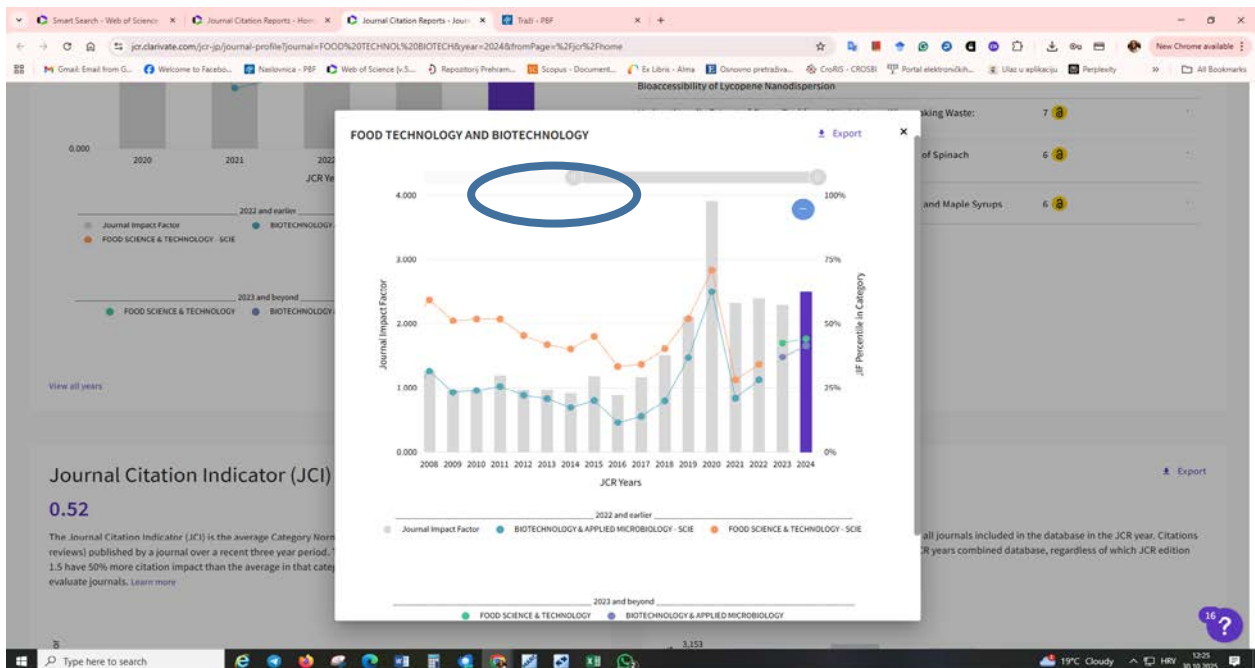 Smart Search - Web of Science
Journal Citation Reports - Hom
Journal Citation Reports - Jour
Traži - PBF
jcr.clarivate.com/jcr-jp/journal-profile?journal=FOOD%20TECHNOL%20BIOTECH&year=2024&fromPage=%2Fjcr%2Fhome
New Chrome available
Gmail: Email from G...
Welcome to Facebo...
Naslovnica - PBF
Web of Science [v.5...
Repozitorij Prehram...
Scopus - Document...
Ex Libris - Alma
Osnovno pretraživa...
CroRIS - CROSBI
Portal elektroničkih...
Ulaz u aplikaciju
Perplexity
All Bookmarks
Bioaccessibility of Lycopene Nanodispersion
aking Waste:
7
of Spinach
6
and Maple Syrups
6
0.000
2020
2021
2022
JCR Ye
2022 and earlier
Journal Impact Factor
BIOTECHNOLOGY
FOOD SCIENCE & TECHNOLOGY - SCIE
2023 and beyond
FOOD SCIENCE & TECHNOLOGY
BIOTECHNOLOGY
View all years
FOOD TECHNOLOGY AND BIOTECHNOLOGY
Export
4.000
3.000
2.000
1.000
0.000
Journal Impact Factor
100%
75%
50%
25%
0%
JIF Percentile in Category
2008 2009 2010 2011 2012 2013 2014 2015 2016 2017 2018 2019 2020 2021 2022 2023 2024
JCR Years
2022 and earlier
Journal Impact Factor
BIOTECHNOLOGY & APPLIED MICROBIOLOGY - SCIE
FOOD SCIENCE & TECHNOLOGY - SCIE
2023 and beyond
FOOD SCIENCE & TECHNOLOGY
BIOTECHNOLOGY & APPLIED MICROBIOLOGY
Journal Citation Indicator (JCI)
0.52
The Journal Citation Indicator (JCI) is the average Category Norm
reviews) published by a journal over a recent three year period.
1.5 have 50% more citation impact than the average in that cate
evaluate journals. Learn more
Export
all journals included in the database in the JCR year. Citations
R years combined database, regardless of which JCR edition
3,153
16
?
Type here to search
19°C Cloudy
HRV
12:25
10.10.2025.